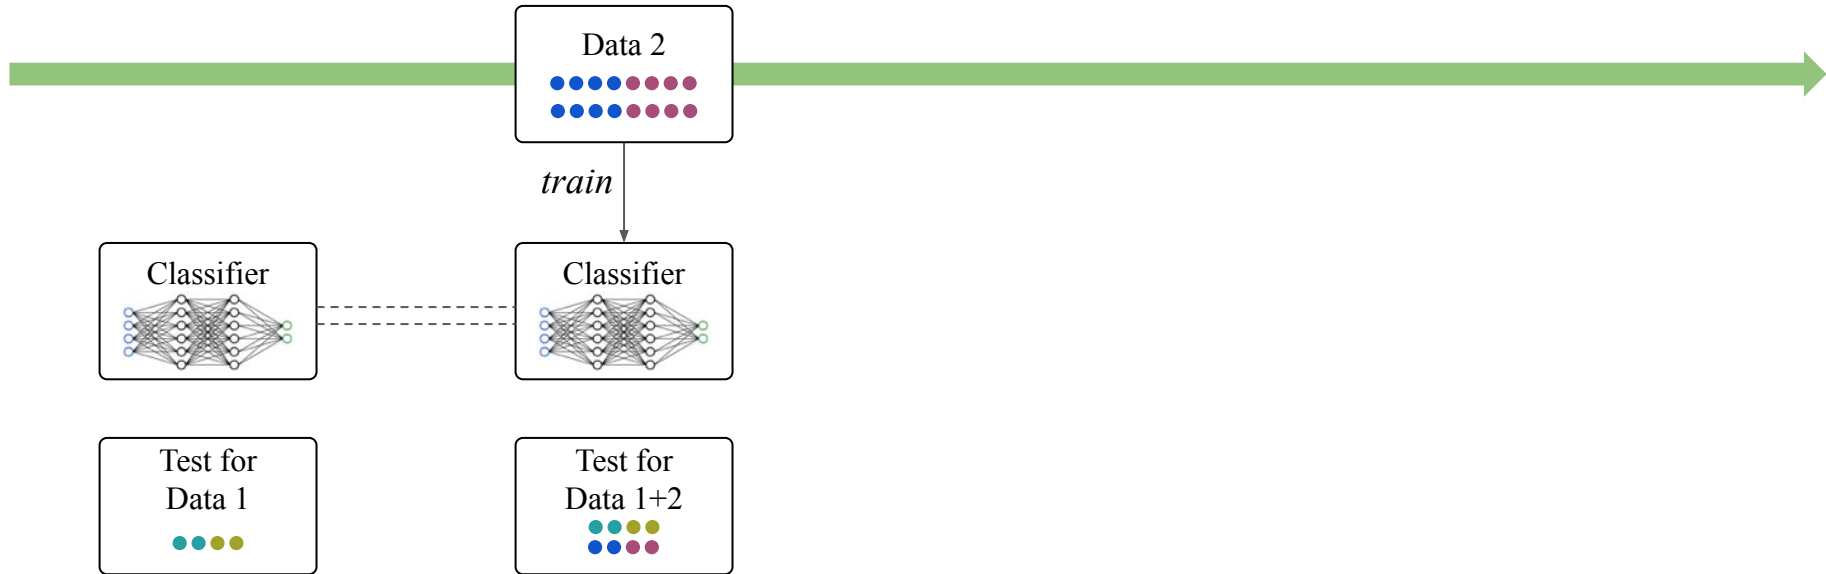 Data 2
train
Classifier
Classifier
Test for
Data 1
Test for
Data 1+2